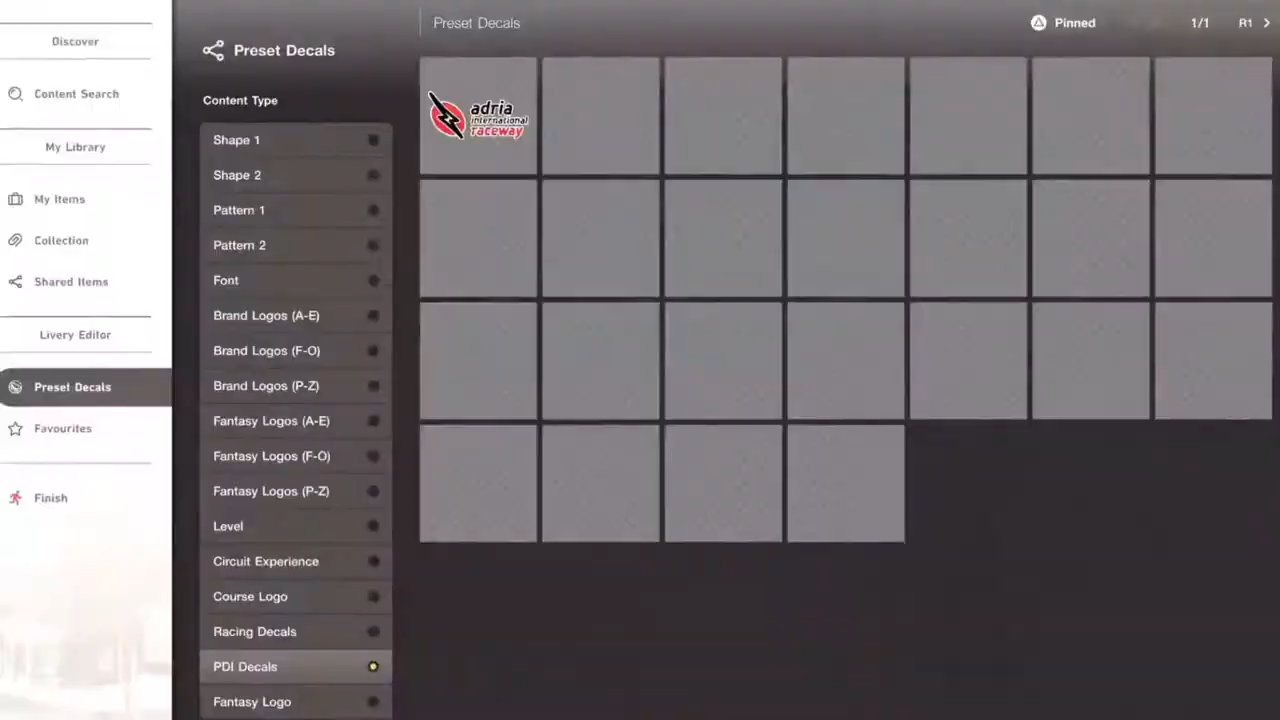 Discover
Content Search
My Library
My Items
Collection
Shared Items
Livery Editor
Preset Decals
Favourites
Finish
Preset Decals
Content Type
Shape 1
Shape 2
Pattern 1
Pattern 2
Font
Brand Logos (A-E)
Brand Logos (F-O)
Brand Logos (P-Z)
Fantasy Logos (A-E)
Fantasy Logos (F-O)
Fantasy Logos (P-Z)
Level
Circuit Experience
Course Logo
Racing Decals
PDI Decals
Fantasy Logo
Preset Decals
Pinned
1/1
R1
adria
international
raceway